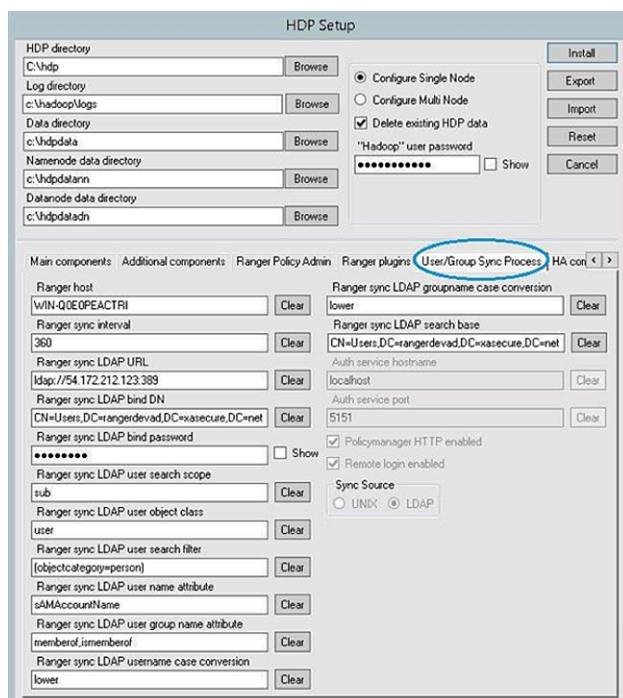 HDP Setup
HDP directory
C:\hdp
Browse
Log directory
c:\hadoop\logs
Browse
Data directory
c:\hdpdata
Browse
Namenode data directory
c:\hdpdatann
Browse
Datanode data directory
c:\hdpdatadn
Browse
Configure Single Node
Configure Multi Node
Delete existing HDP data
"Hadoop" user password
Show
Install
Export
Import
Reset
Cancel
Main components Additional components Ranger Policy Admin Ranger plugins User/Group Sync Process HA con
Ranger host
WIN-Q0E0PEACTRI
Clear
Ranger sync interval
360
Clear
Ranger sync LDAP URL
ldap://54.172.212.123:389
Clear
Ranger sync LDAP bind DN
CN=Users,DC=rangerdevad,DC=xasecure,DC=net
Clear
Ranger sync LDAP bind password
Show
Ranger sync LDAP user search scope
sub
Clear
Ranger sync LDAP user object class
user
Clear
Ranger sync LDAP user search filter
(objectcategory=person)
Clear
Ranger sync LDAP user name attribute
sAMAccountName
Clear
Ranger sync LDAP user group name attribute
memberof,ismemberof
Clear
Ranger sync LDAP username case conversion
lower
Clear
Ranger sync LDAP groupname case conversion
lower
Clear
Ranger sync LDAP search base
CN=Users,DC=rangerdevad,DC=xasecure,DC=net
Clear
Auth service hostname
localhost
Clear
Auth service port
5151
Clear
Policymanager HTTP enabled
Remote login enabled
Sync Source
UNIX LDAP